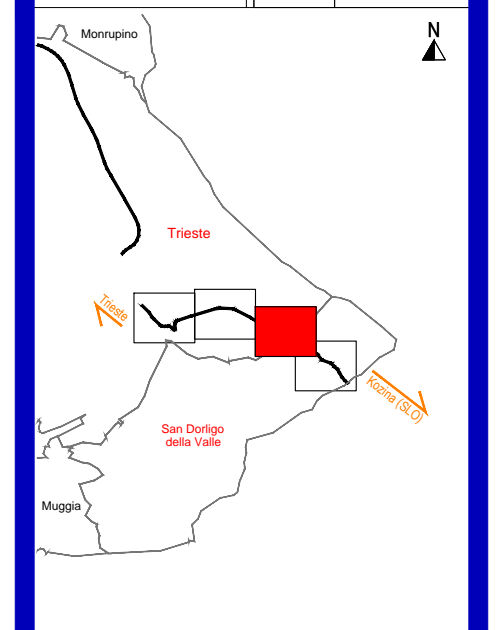 N
Monrupino
Trieste
Trieste
Kozina (SLO)
San Dorligo
della Valle
Muggia